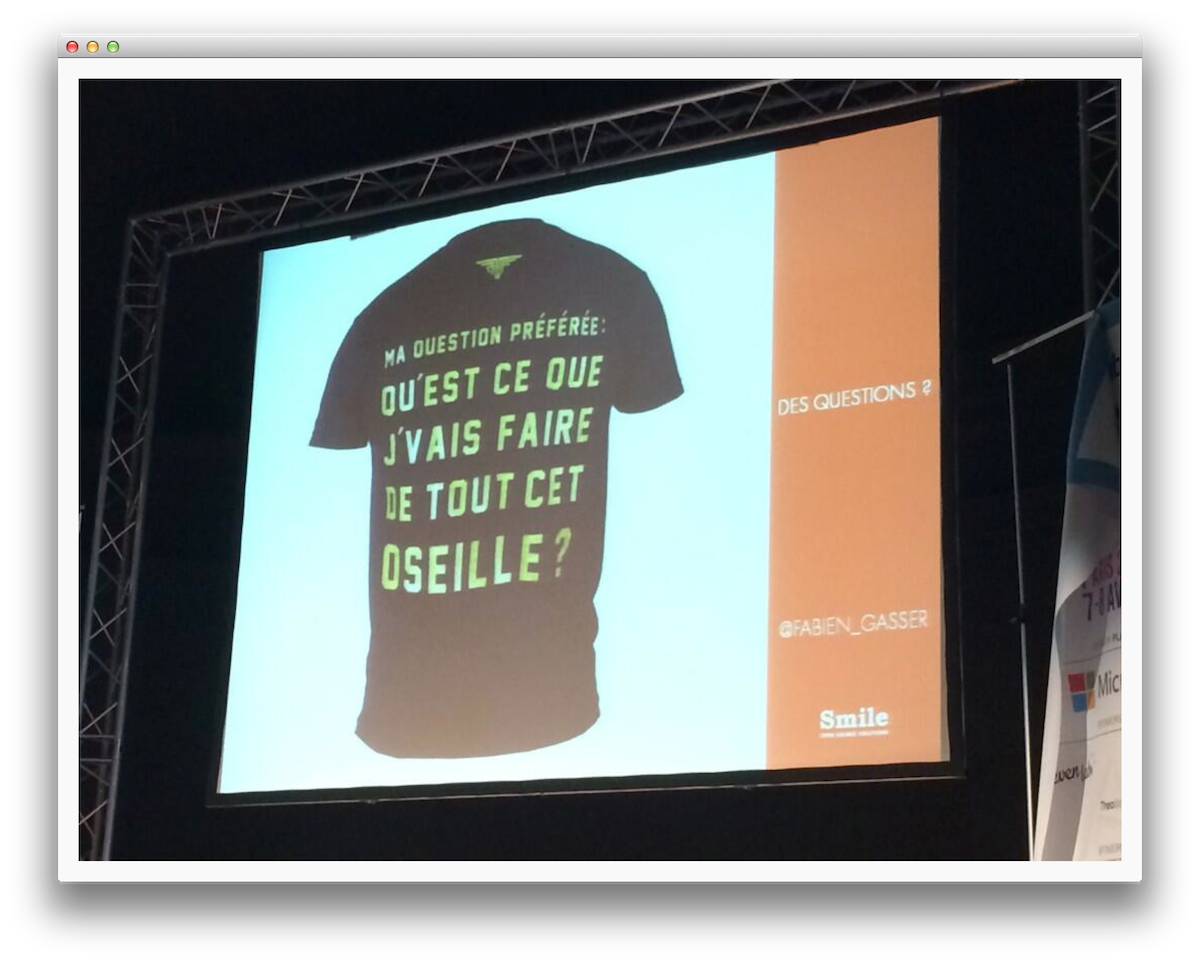 MA QUESTION PRÉFÉRÉE:
QU'EST CE QUE
J'VAIS FAIRE
DE TOUT CET
OSEILLE ?
DES QUESTIONS ?
@FABIEN_GASSER
Smile
OPEN SOURCE SOLUTIONS
7-8 AV
Micr